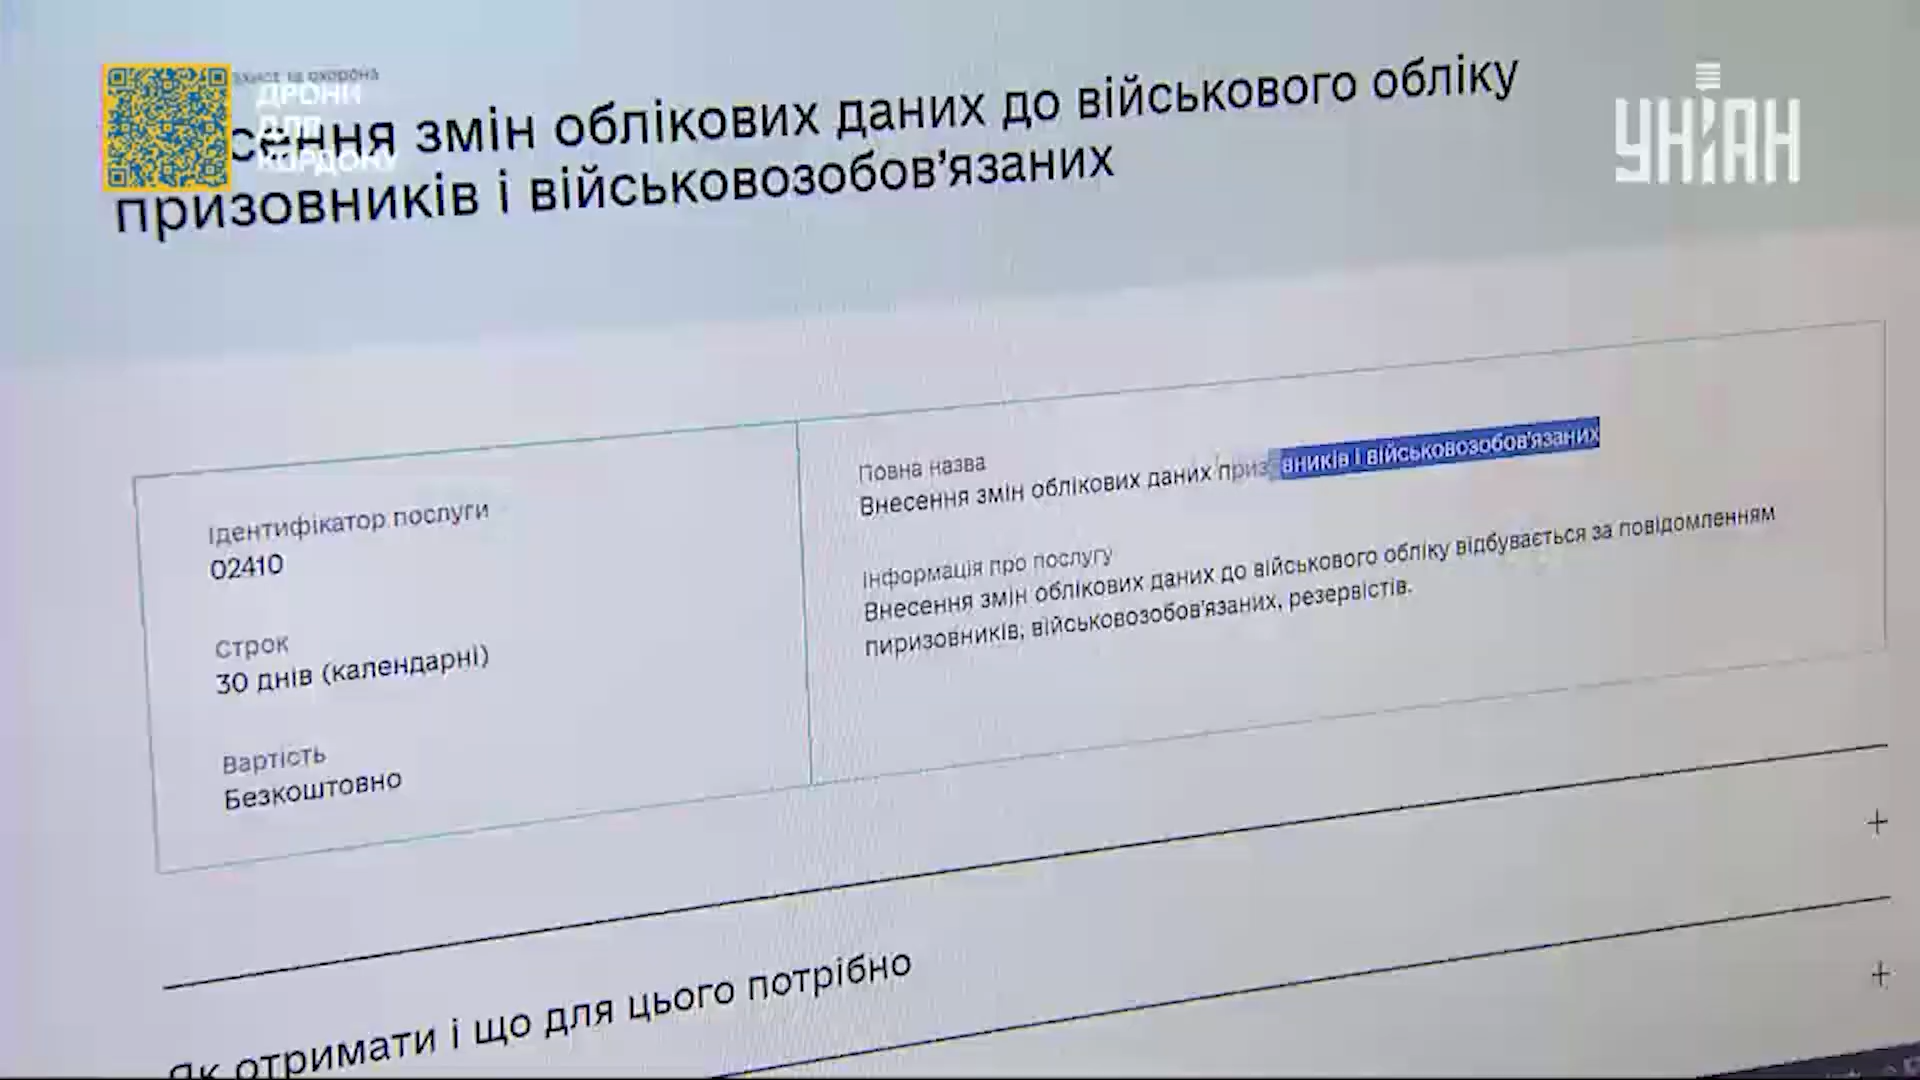 захист та охорона
ДРОНИ
ДЛЯ
КОРДОНУ
УНІАН
сення змін облікових даних до військового обліку
призовників і військовозобов'язаних
Ідентифікатор послуги
02410
Строк
30 днів (календарні)
Вартість
Безкоштовно
Повна назва
Внесення змін облікових даних призовників і військовозобов'язаних
Інформація про послугу
Внесення змін облікових даних до військового обліку відбувається за повідомленням
пиризовників, військовозобов'язаних, резервістів.
+
Як отримати і що для цього потрібно
+